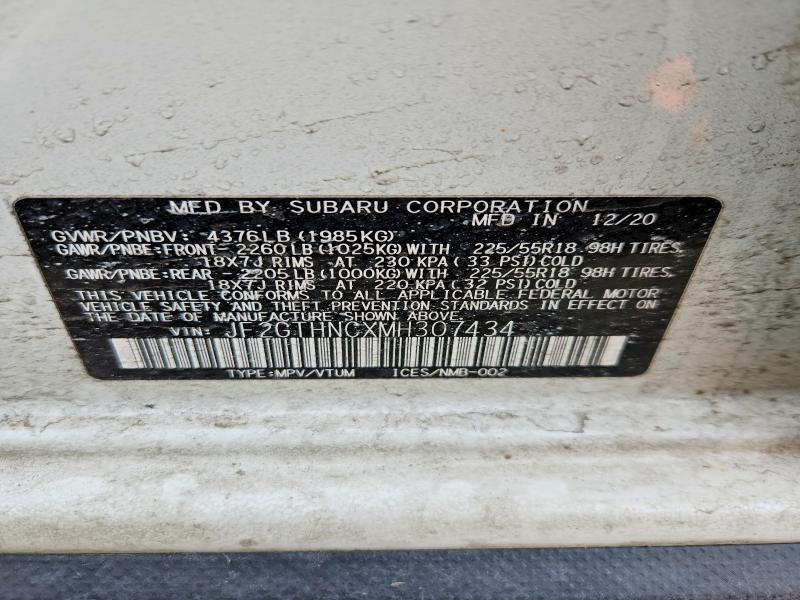 MFD BY SUBARU CORPORATION
MFD IN 12/20
GVWR/PNBV: 4376LB(1985KG)
GAWR/PNBE:FRONT-2260LB(1025KG)WITH 225/55R18 98H TIRES,
18X7J RIMS AT 230 KPA(33 PSI)COLD
GAWR/PNBE:REAR -2205LB(1000KG)WITH 225/55R18 98H TIRES,
18X7J RIMS AT 220 KPA(32 PSI)COLD
THIS VEHICLE CONFORMS TO ALL APPLICABLE FEDERAL MOTOR
VEHICLE SAFETY, BUMPER, AND THEFT PREVENTION STANDARDS IN EFFECT ON
THE DATE OF MANUFACTURE SHOWN ABOVE.
VIN: JF2GTHNCXMH307434
TYPE:MPV/VTUM ICES/NMB-002